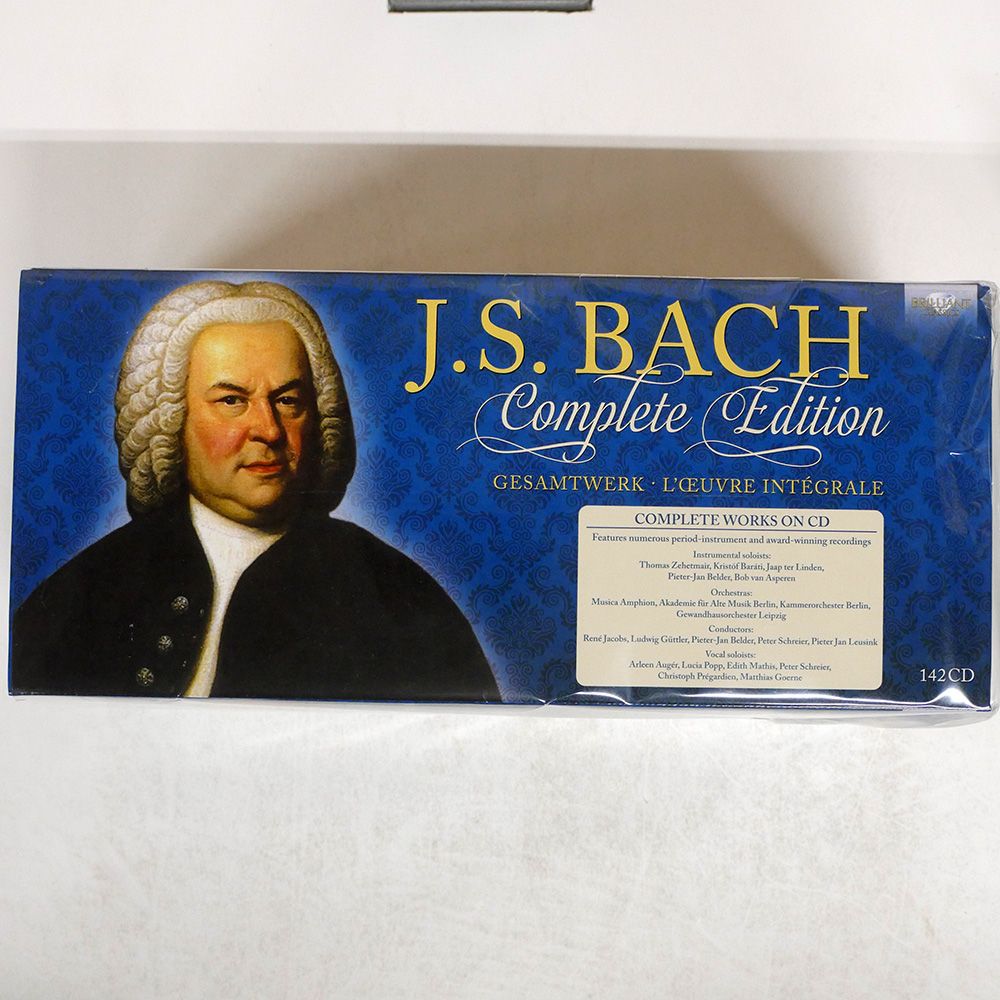 J.S. BACH
BRILLIANT
CLASSICS
Complete Edition
GESAMTWERK · L'ŒUVRE INTÉGRALE
COMPLETE WORKS ON CD
Features numerous period-instrument and award-winning recordings
Instrumental soloists:
Thomas Zehetmair, Kristóf Baráti, Jaap ter Linden,
Pieter-Jan Belder, Bob van Asperen
Orchestras:
Musica Amphion, Akademie für Alte Musik Berlin, Kammerorchester Berlin,
Gewandhausorchester Leipzig
Conductors:
René Jacobs, Ludwig Güttler, Pieter-Jan Belder, Peter Schreier, Pieter Jan Leusink
Vocal soloists:
Arleen Augér, Lucia Popp, Edith Mathis, Peter Schreier,
Christoph Prégardien, Matthias Goerne
142CD